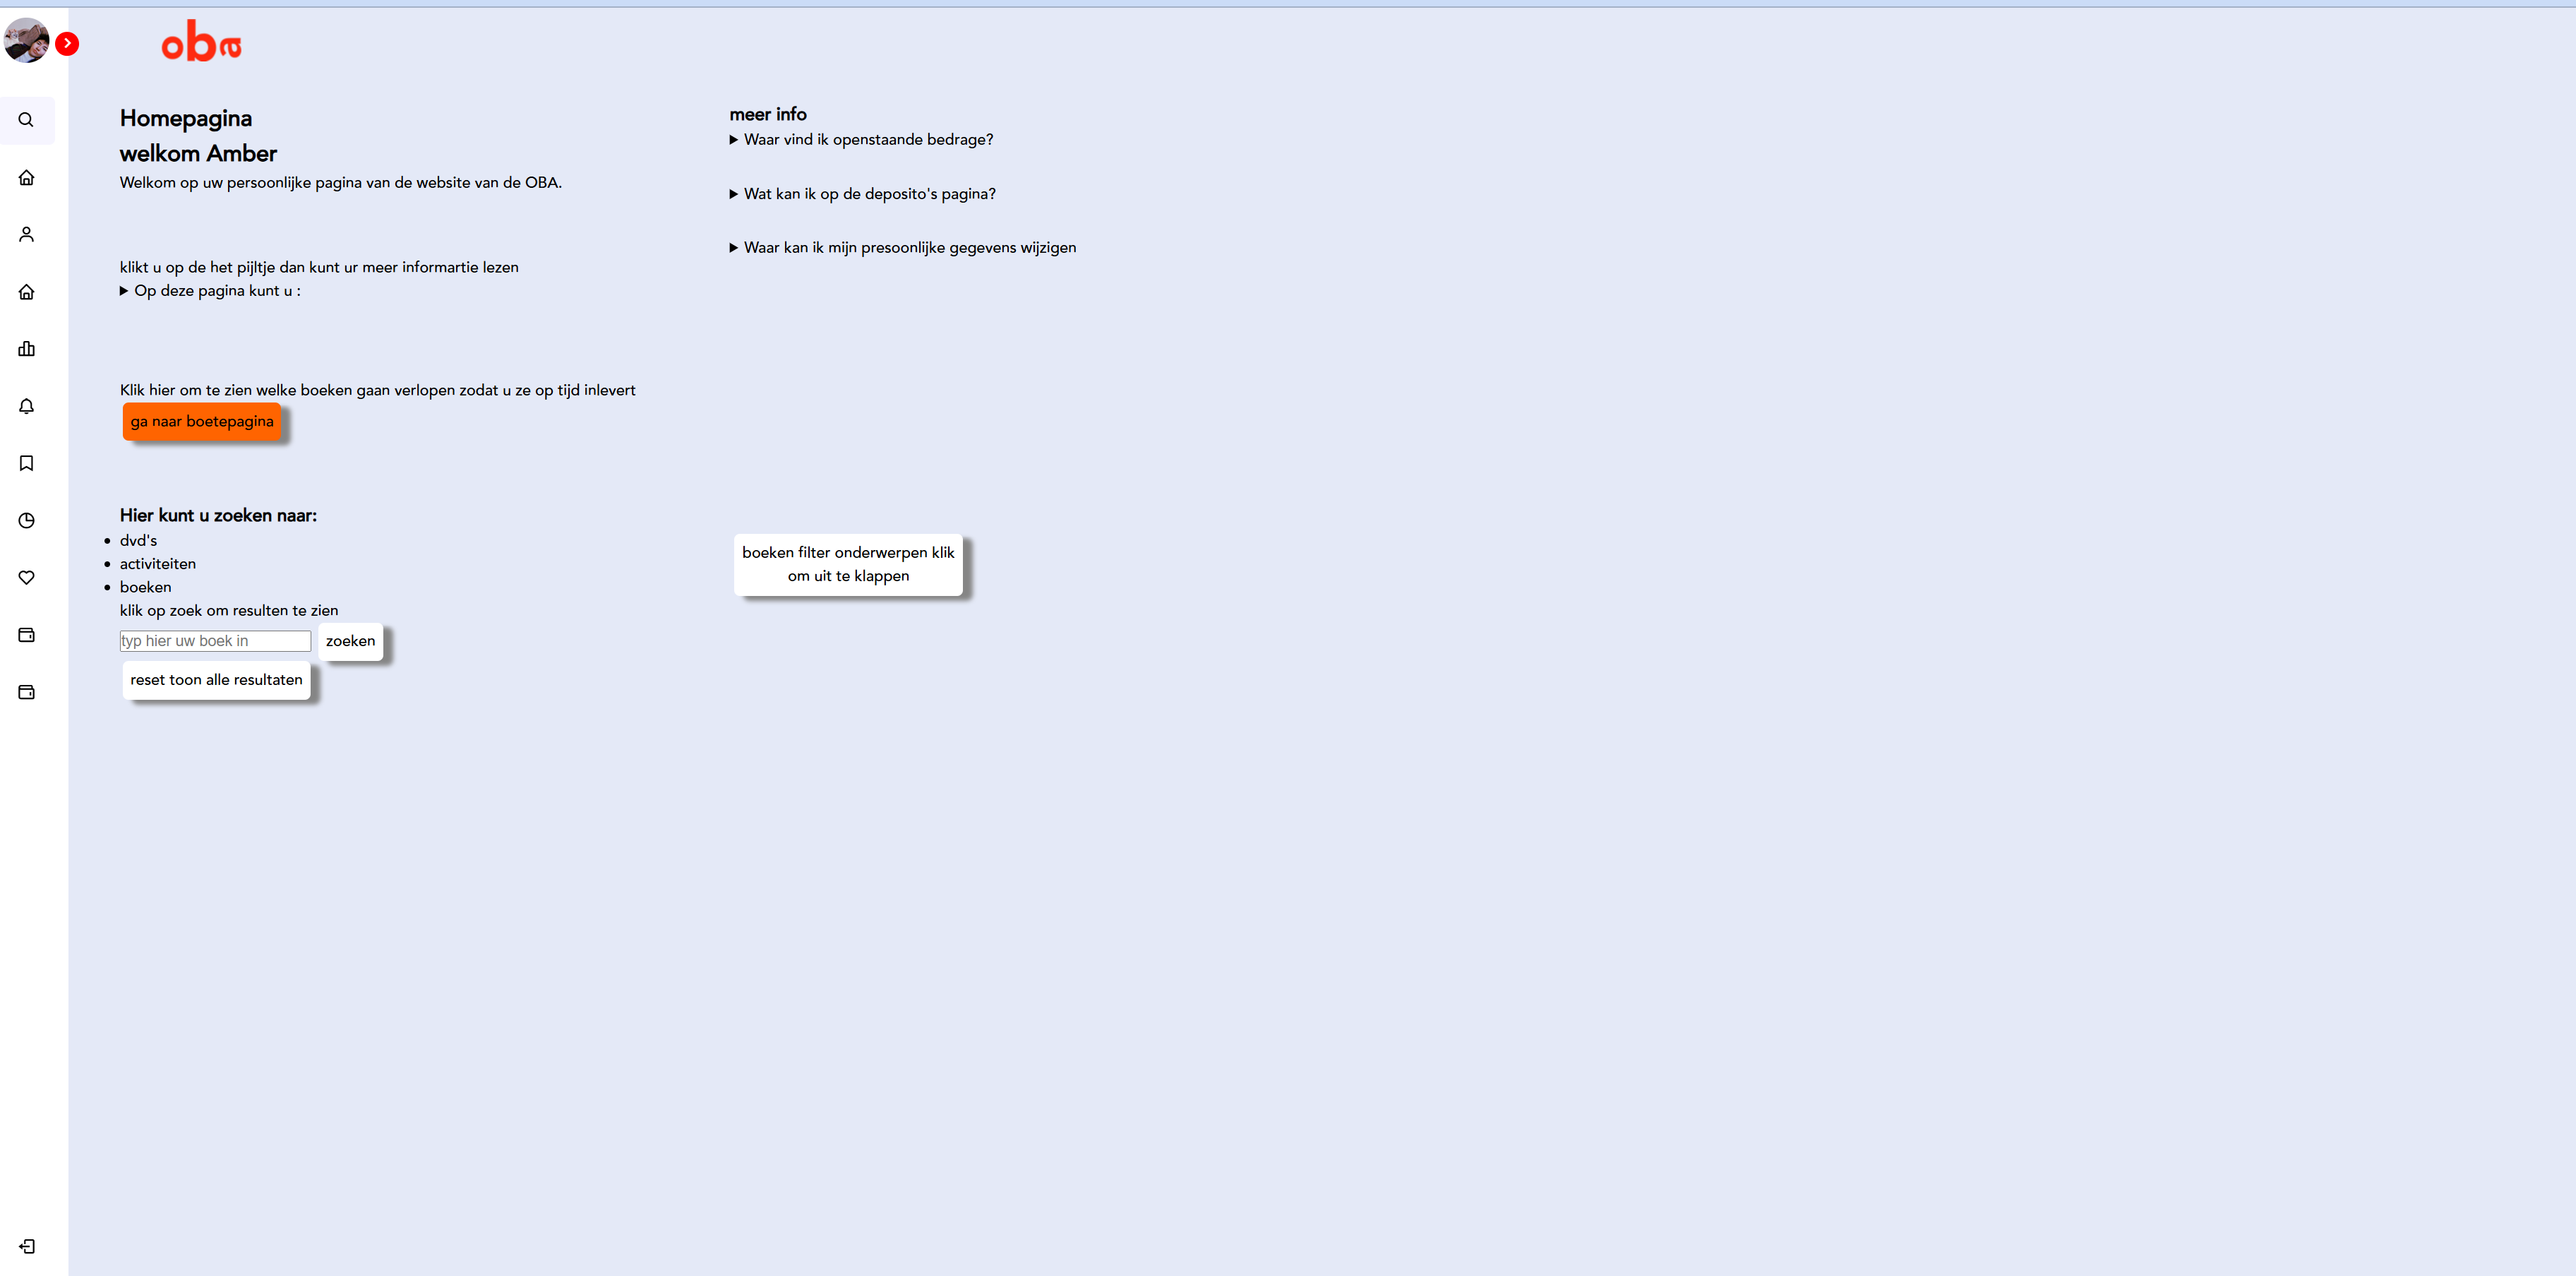 oba
Homepagina
welkom Amber
Welkom op uw persoonlijke pagina van de website van de OBA.
klikt u op de het pijltje dan kunt ur meer informartie lezen
Op deze pagina kunt u :
Klik hier om te zien welke boeken gaan verlopen zodat u ze op tijd inlevert
ga naar boetepagina
meer info
Waar vind ik openstaande bedrage?
Wat kan ik op de deposito's pagina?
Waar kan ik mijn presoonlijke gegevens wijzigen
Hier kunt u zoeken naar:
dvd's
activiteiten
boeken
klik op zoek om resulten te zien
typ hier uw boek in
zoeken
reset toon alle resultaten
boeken filter onderwerpen klik
om uit te klappen